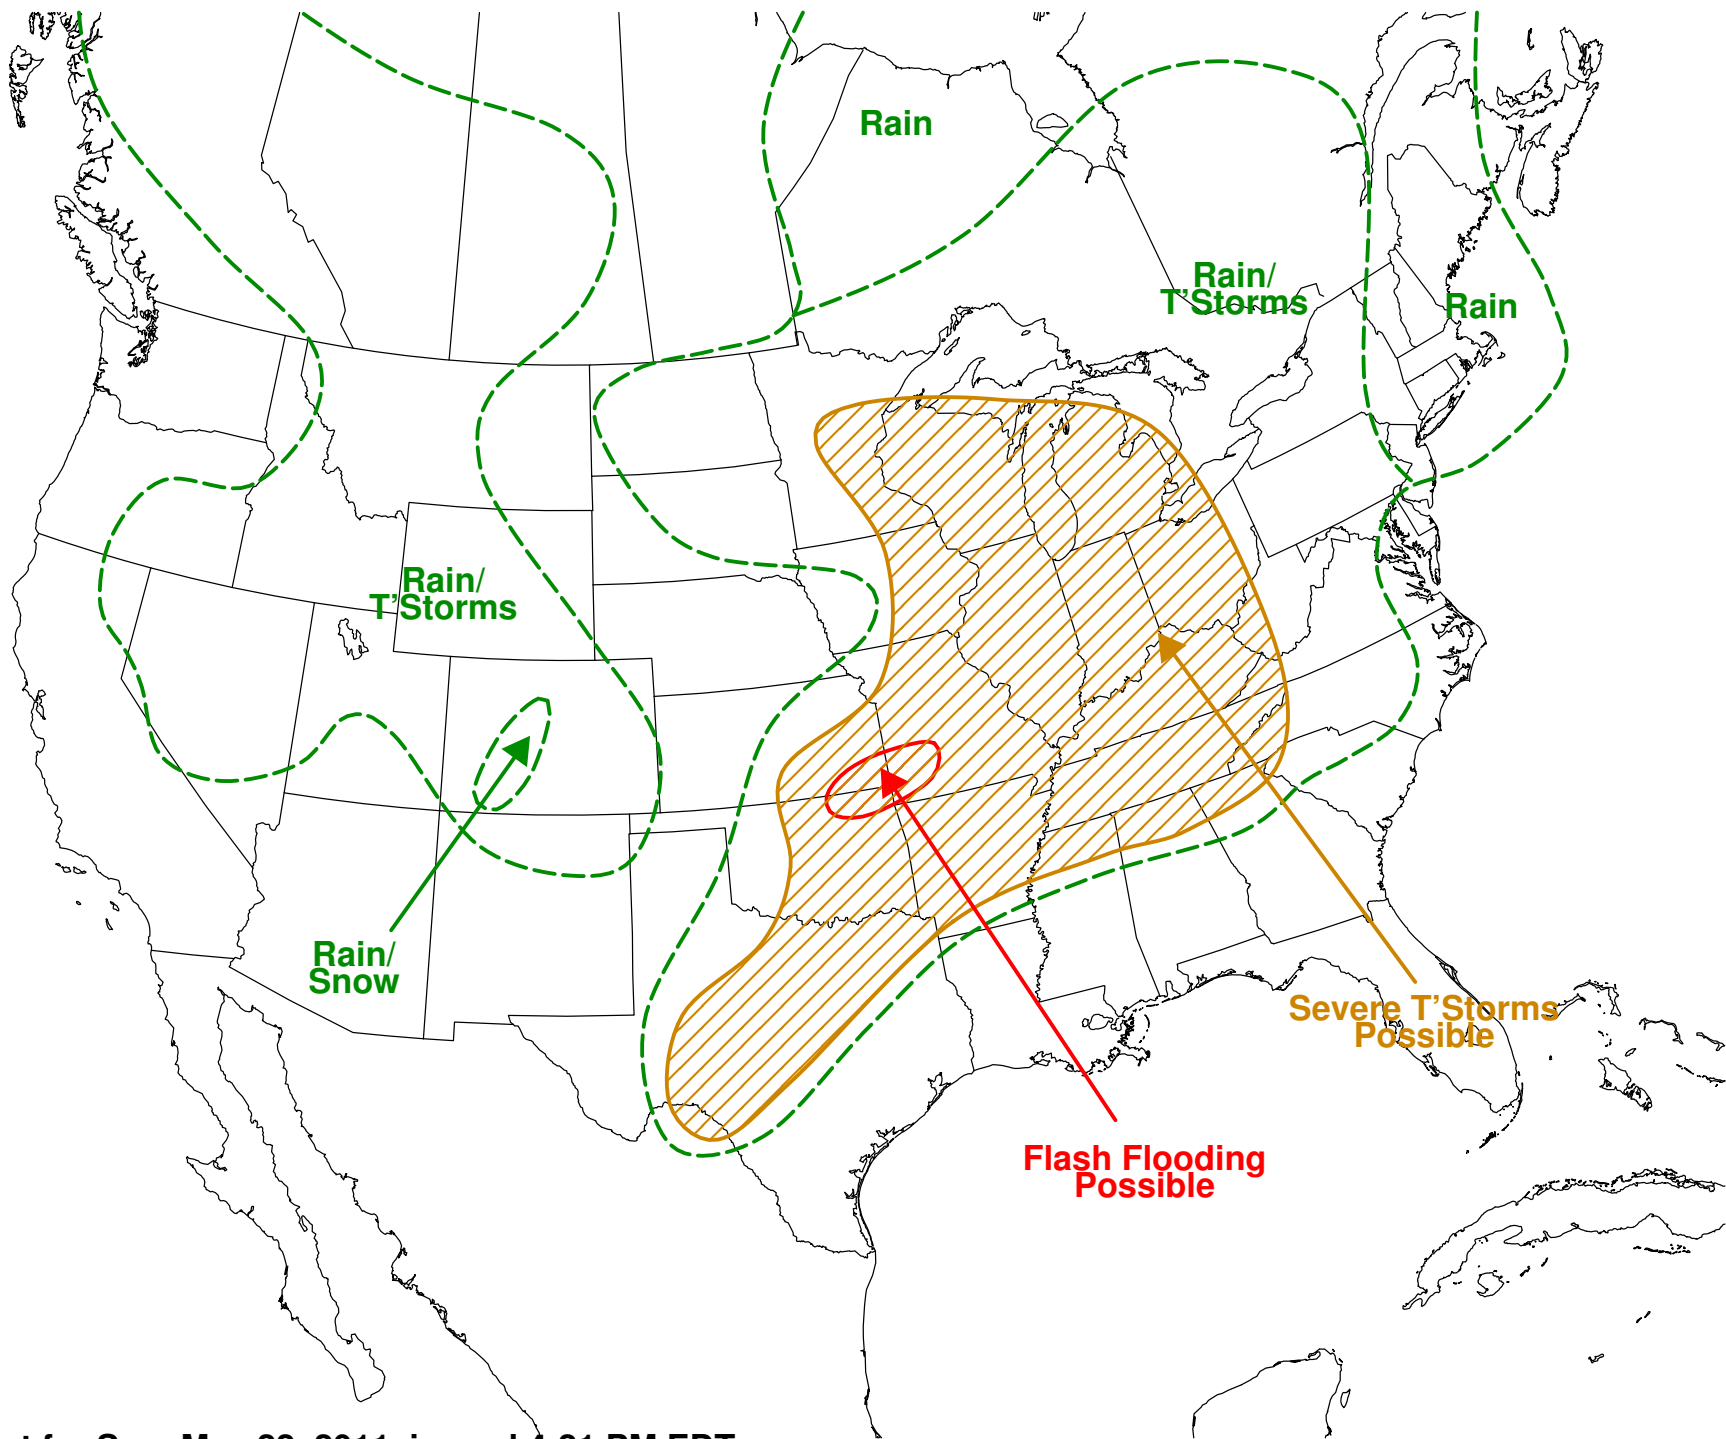 Rain
Rain/
T'Storms
Rain
Rain/
T'Storms
Rain/
Snow
Severe T'Storms
Possible
Flash Flooding
Possible